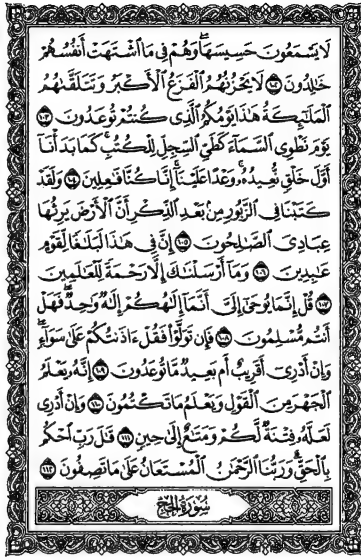 لَا يَسْمَعُونَ حَسِيسَهَا ۖ وَهُمْ فِي مَا اشْتَهَتْ أَنفُسُهُمْ
خَالِدُونَ ١٠٢ لَا يَحْزُنُهُمُ الْفَزَعُ الْأَكْبَرُ وَتَتَلَقَّاهُمُ
الْمَلَائِكَةُ هَٰذَا يَوْمُكُمُ الَّذِي كُنتُمْ تُوعَدُونَ ١٠٣
يَوْمَ نَطْوِي السَّمَاءَ كَطَيِّ السِّجِلِّ لِلْكُتُبِ ۚ كَمَا بَدَأْنَا
أَوَّلَ خَلْقٍ نُّعِيدُهُ ۚ وَعْدًا عَلَيْنَا ۚ إِنَّا كُنَّا فَاعِلِينَ ١٠٤ وَلَقَدْ
كَتَبْنَا فِي الزَّبُورِ مِن بَعْدِ الذِّكْرِ أَنَّ الْأَرْضَ يَرِثُهَا
عِبَادِيَ الصَّالِحُونَ ١٠٥ إِنَّ فِي هَٰذَا لَبَلَاغًا لِّقَوْمٍ
عَابِدِينَ ١٠٦ وَمَا أَرْسَلْنَاكَ إِلَّا رَحْمَةً لِّلْعَالَمِينَ
١٠٧ قُلْ إِنَّمَا يُوحَىٰ إِلَيَّ أَنَّمَا إِلَٰهُكُمْ إِلَٰهٌ وَاحِدٌ ۖ فَهَلْ
أَنتُم مُّسْلِمُونَ ١٠٨ فَإِن تَوَلَّوْا فَقُلْ آذَنتُكُمْ عَلَىٰ سَوَاءٍ ۖ
وَإِنْ أَدْرِي أَقَرِيبٌ أَم بَعِيدٌ مَّا تُوعَدُونَ ١٠٩ إِنَّهُ يَعْلَمُ
الْجَهْرَ مِنَ الْقَوْلِ وَيَعْلَمُ مَا تَكْتُمُونَ ١١٠ وَإِنْ أَدْرِي
لَعَلَّهُ فِتْنَةٌ لَّكُمْ وَمَتَاعٌ إِلَىٰ حِينٍ ١١١ قَالَ رَبِّ احْكُم
بِالْحَقِّ ۗ وَرَبُّنَا الرَّحْمَٰنُ الْمُسْتَعَانُ عَلَىٰ مَا تَصِفُونَ ١١٢
سُورَةُ الْحَجِّ